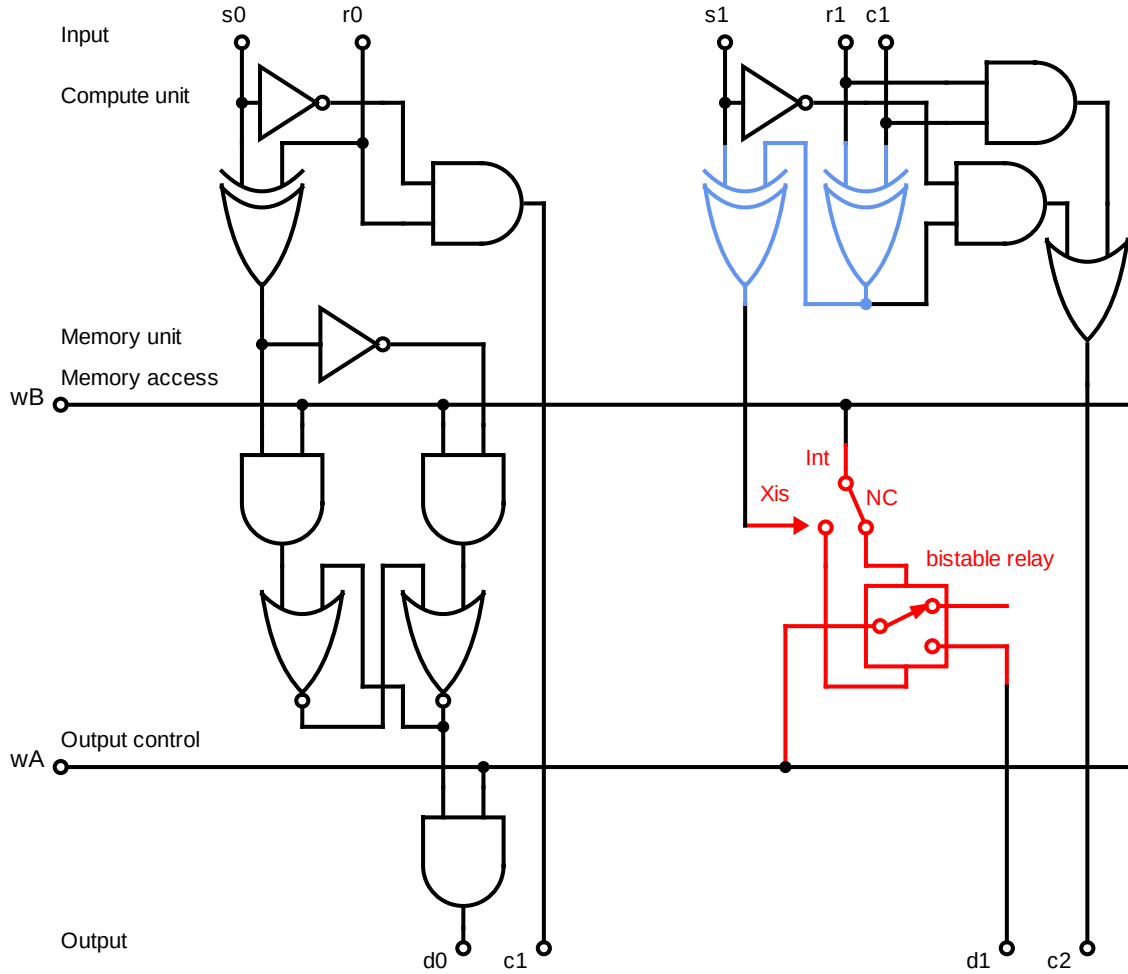 s0 r0 s1 r1 c1
Input
Compute unit
Memory unit
Memory access
wB
Int
Xis NC
bistable relay
Output control
wA
Output
d0 c1 d1 c2